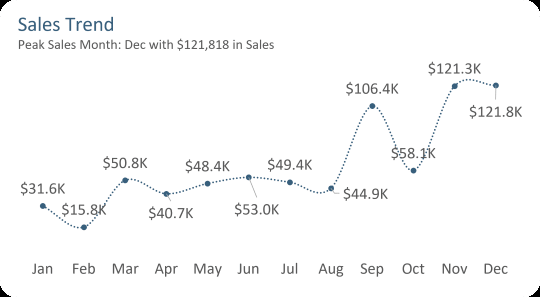 Sales Trend
Peak Sales Month: Dec with $121,818 in Sales
$31.6K
$15.8K
$50.8K
$40.7K
$48.4K
$53.0K
$49.4K
$44.9K
$106.4K
$58.1K
$121.3K
$121.8K
Jan Feb Mar Apr May Jun Jul Aug Sep Oct Nov Dec